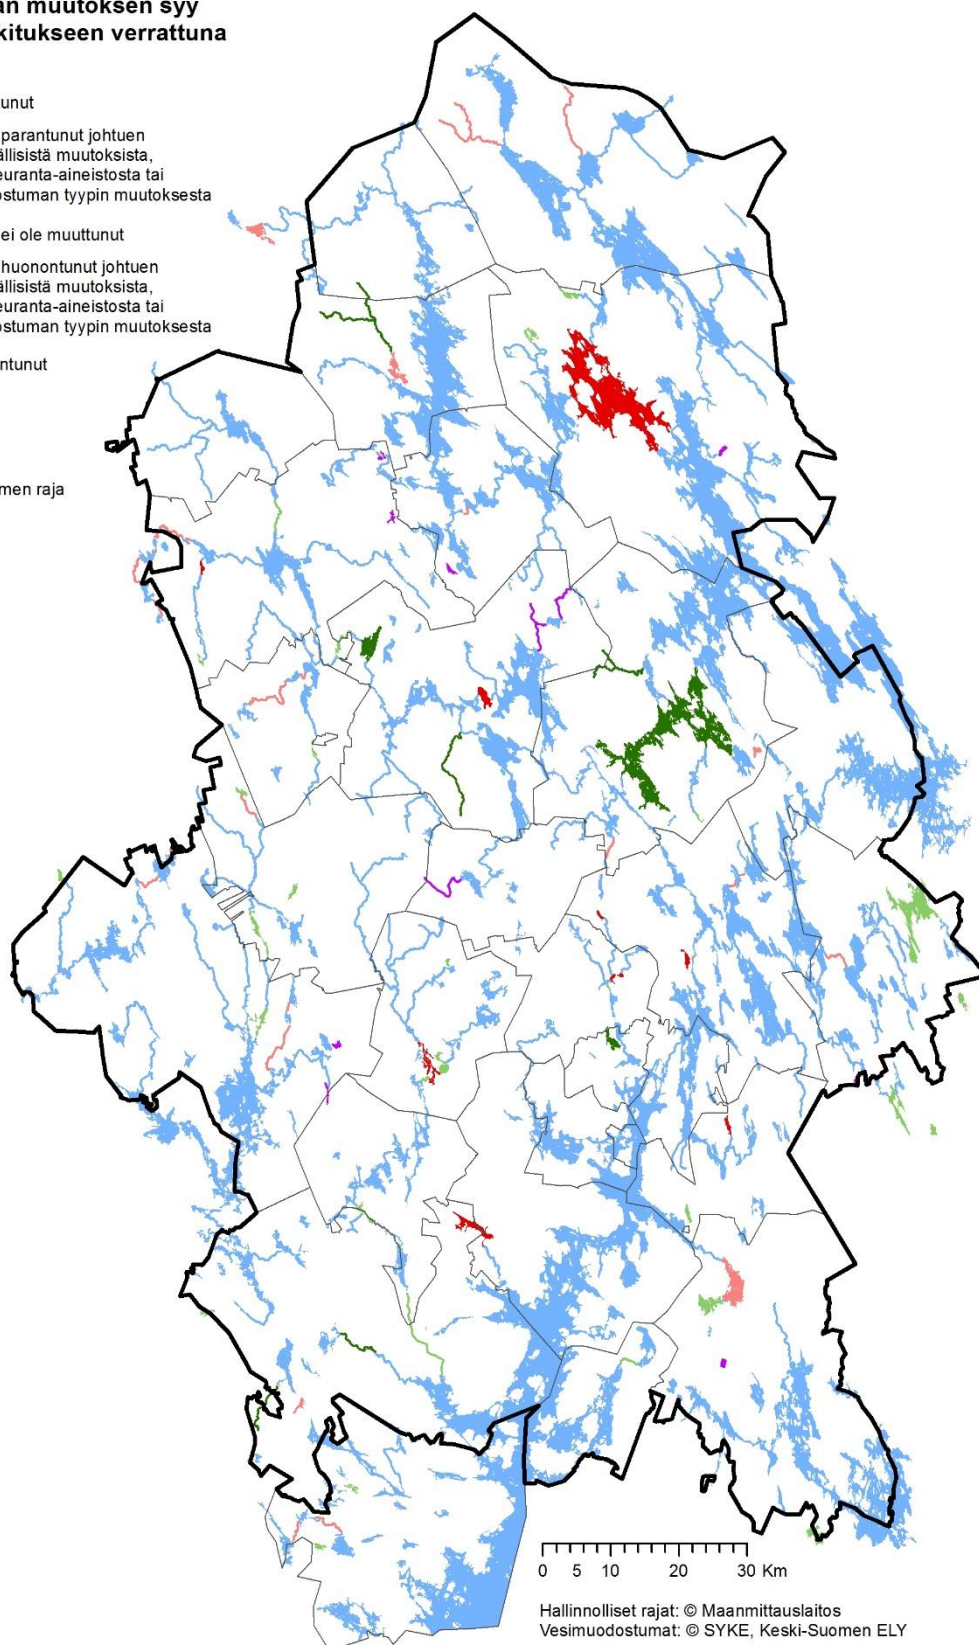 än muutoksen syy
kitukseen verrattuna
unut
parantunut johtuen
ällisistä muutoksista,
euranta-aineistosta tai
ostuman tyypin muutoksesta
ei ole muuttunut
huonontunut johtuen
ällisistä muutoksista,
euranta-aineistosta tai
ostuman tyypin muutoksesta
ntunut
men raja
0 5 10 20 30 Km
Hallinnolliset rajat: © Maanmittauslaitos
Vesimuodostumat: © SYKE, Keski-Suomen ELY